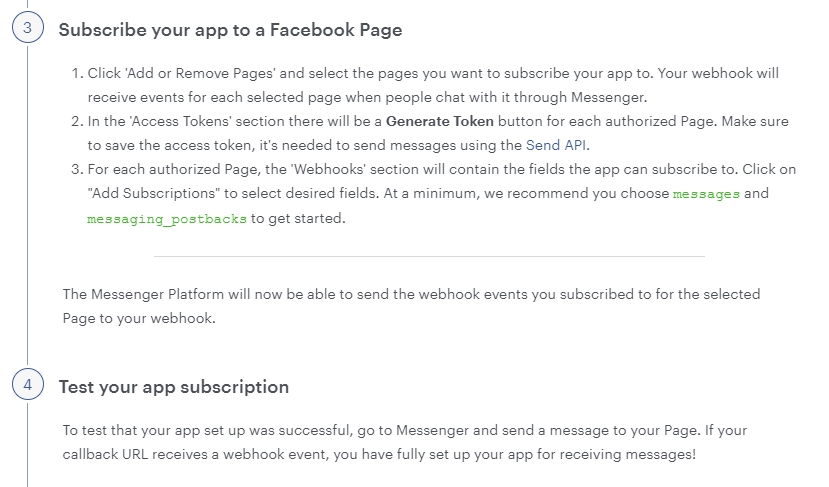 3
Subscribe your app to a Facebook Page
1. Click 'Add or Remove Pages' and select the pages you want to subscribe your app to. Your webhook will
receive events for each selected page when people chat with it through Messenger.
2. In the 'Access Tokens' section there will be a Generate Token button for each authorized Page. Make sure
to save the access token, it's needed to send messages using the Send API.
3. For each authorized Page, the 'Webhooks' section will contain the fields the app can subscribe to. Click on
"Add Subscriptions" to select desired fields. At a minimum, we recommend you choose messages and
messaging_postbacks to get started.
The Messenger Platform will now be able to send the webhook events you subscribed to for the selected
Page to your webhook.
4
Test your app subscription
To test that your app set up was successful, go to Messenger and send a message to your Page. If your
callback URL receives a webhook event, you have fully set up your app for receiving messages!